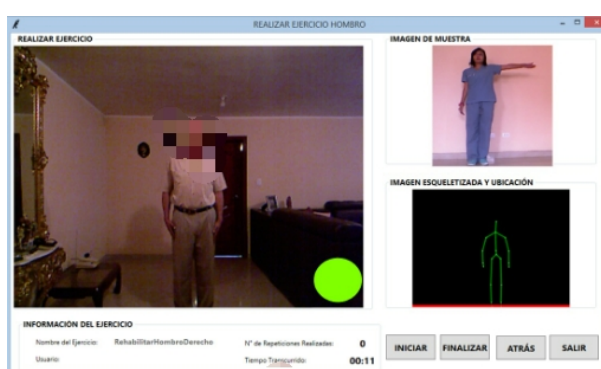 REALIZAR EJERCICIO HOMBRO
REALIZAR EJERCICIO
IMAGEN DE MUESTRA
IMAGEN ESQUELETIZADA Y UBICACIÓN
INFORMACIÓN DEL EJERCICIO
Nombre del Ejercicio: RehabilitarHombroDerecho
N° de Repeticiones Realizadas: 0
Usuario:
Tiempo Transcurrido: 00:11
INICIAR FINALIZAR ATRÁS SALIR